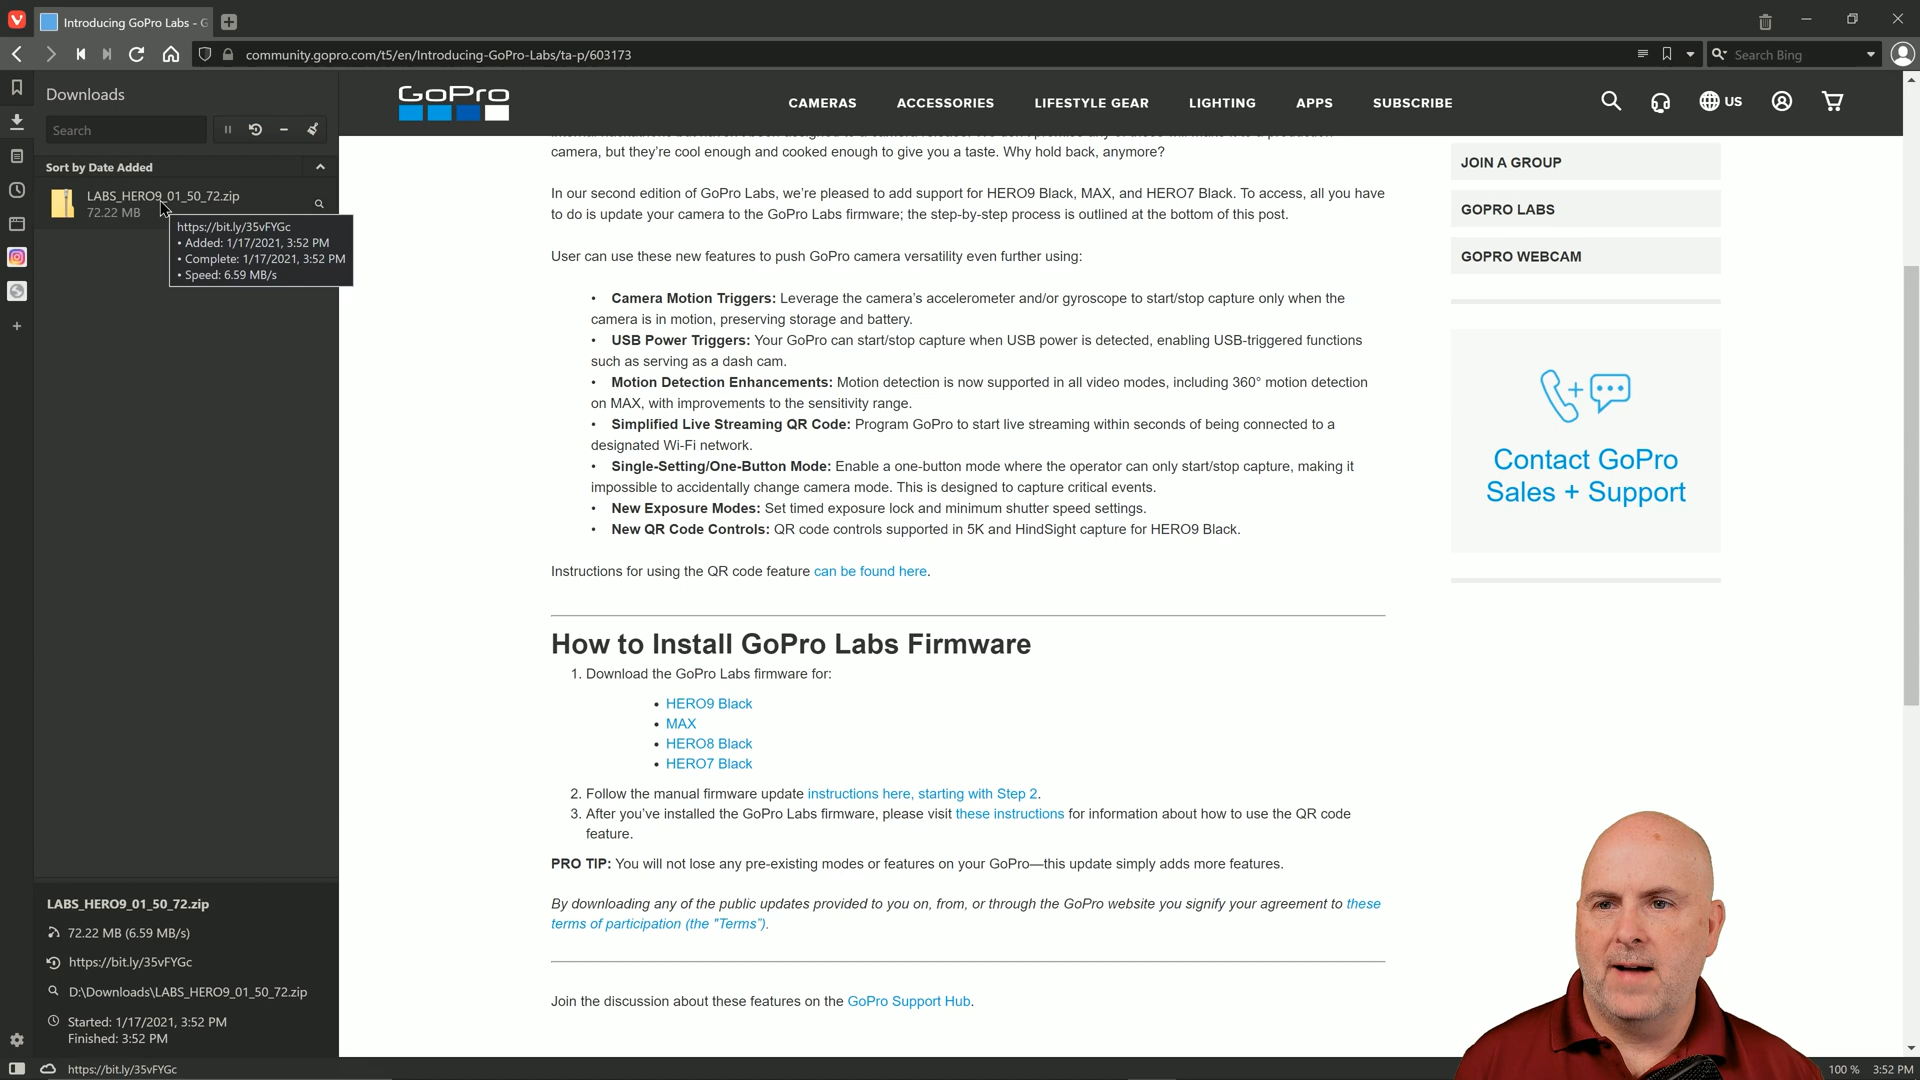 Introducing GoPro Labs - G
community.gopro.com/t5/en/Introducing-GoPro-Labs/ta-p/603173
Search Bing
Downloads
Search
Sort by Date Added
LABS_HERO9_01_50_72.zip
72.22 MB
https://bit.ly/35vFYGc
• Added: 1/17/2021, 3:52 PM
• Complete: 1/17/2021, 3:52 PM
• Speed: 6.59 MB/s
GoPro
CAMERAS
ACCESSORIES
LIFESTYLE GEAR
LIGHTING
APPS
SUBSCRIBE
US
camera, but they're cool enough and cooked enough to give you a taste. Why hold back, anymore?
In our second edition of GoPro Labs, we're pleased to add support for HERO9 Black, MAX, and HERO7 Black. To access, all you have
to do is update your camera to the GoPro Labs firmware; the step-by-step process is outlined at the bottom of this post.
User can use these new features to push GoPro camera versatility even further using:
• Camera Motion Triggers: Leverage the camera's accelerometer and/or gyroscope to start/stop capture only when the
camera is in motion, preserving storage and battery.
• USB Power Triggers: Your GoPro can start/stop capture when USB power is detected, enabling USB-triggered functions
such as serving as a dash cam.
• Motion Detection Enhancements: Motion detection is now supported in all video modes, including 360° motion detection
on MAX, with improvements to the sensitivity range.
• Simplified Live Streaming QR Code: Program GoPro to start live streaming within seconds of being connected to a
designated Wi-Fi network.
• Single-Setting/One-Button Mode: Enable a one-button mode where the operator can only start/stop capture, making it
impossible to accidentally change camera mode. This is designed to capture critical events.
• New Exposure Modes: Set timed exposure lock and minimum shutter speed settings.
• New QR Code Controls: QR code controls supported in 5K and HindSight capture for HERO9 Black.
Instructions for using the QR code feature can be found here.
How to Install GoPro Labs Firmware
1. Download the GoPro Labs firmware for:
• HERO9 Black
• MAX
• HERO8 Black
• HERO7 Black
2. Follow the manual firmware update instructions here, starting with Step 2.
3. After you've installed the GoPro Labs firmware, please visit these instructions for information about how to use the QR code
feature.
PRO TIP: You will not lose any pre-existing modes or features on your GoPro—this update simply adds more features.
By downloading any of the public updates provided to you on, from, or through the GoPro website you signify your agreement to these
terms of participation (the "Terms").
Join the discussion about these features on the GoPro Support Hub.
JOIN A GROUP
GOPRO LABS
GOPRO WEBCAM
Contact GoPro
Sales + Support
LABS_HERO9_01_50_72.zip
72.22 MB (6.59 MB/s)
https://bit.ly/35vFYGc
D:\Downloads\LABS_HERO9_01_50_72.zip
Started: 1/17/2021, 3:52 PM
Finished: 3:52 PM
https://bit.ly/35vFYGc
100 %
3:52 PM